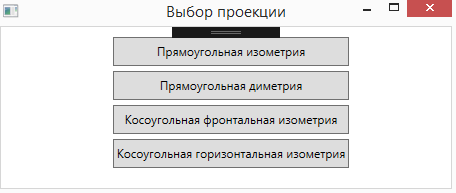 Выбор проекции
Прямоугольная изометрия
Прямоугольная диметрия
Косоугольная фронтальная изометрия
Косоугольная горизонтальная изометрия